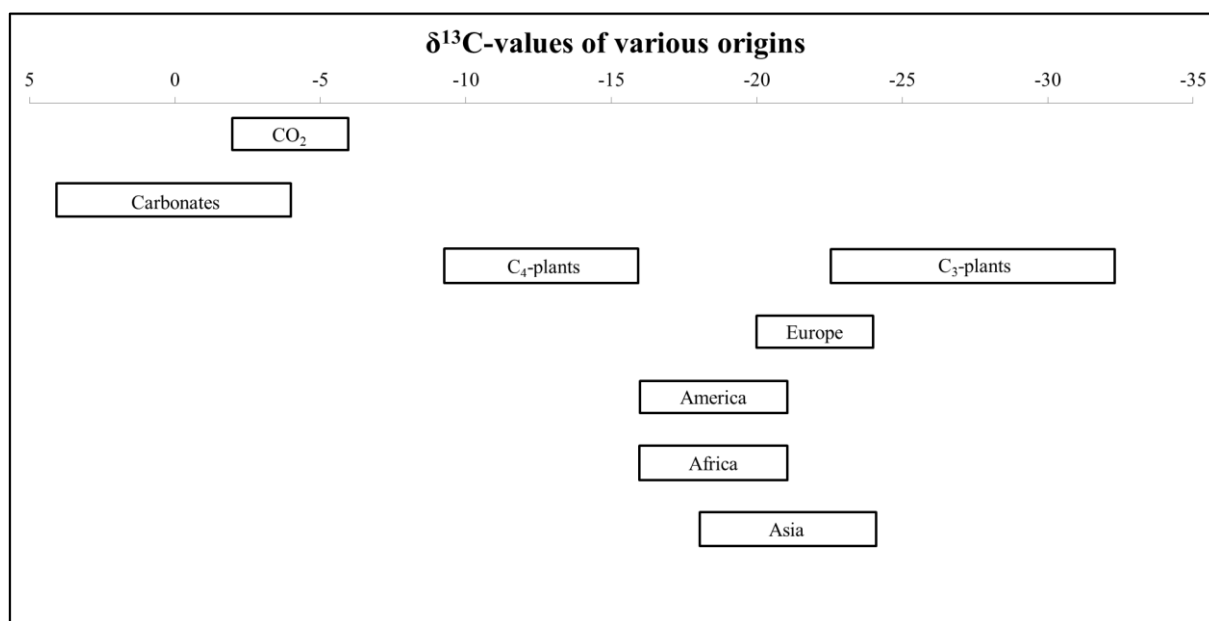 δ¹³C-values of various origins
5 0 -5 -10 -15 -20 -25 -30 -35
CO₂
Carbonates
C₄-plants C₃-plants
Europe
America
Africa
Asia